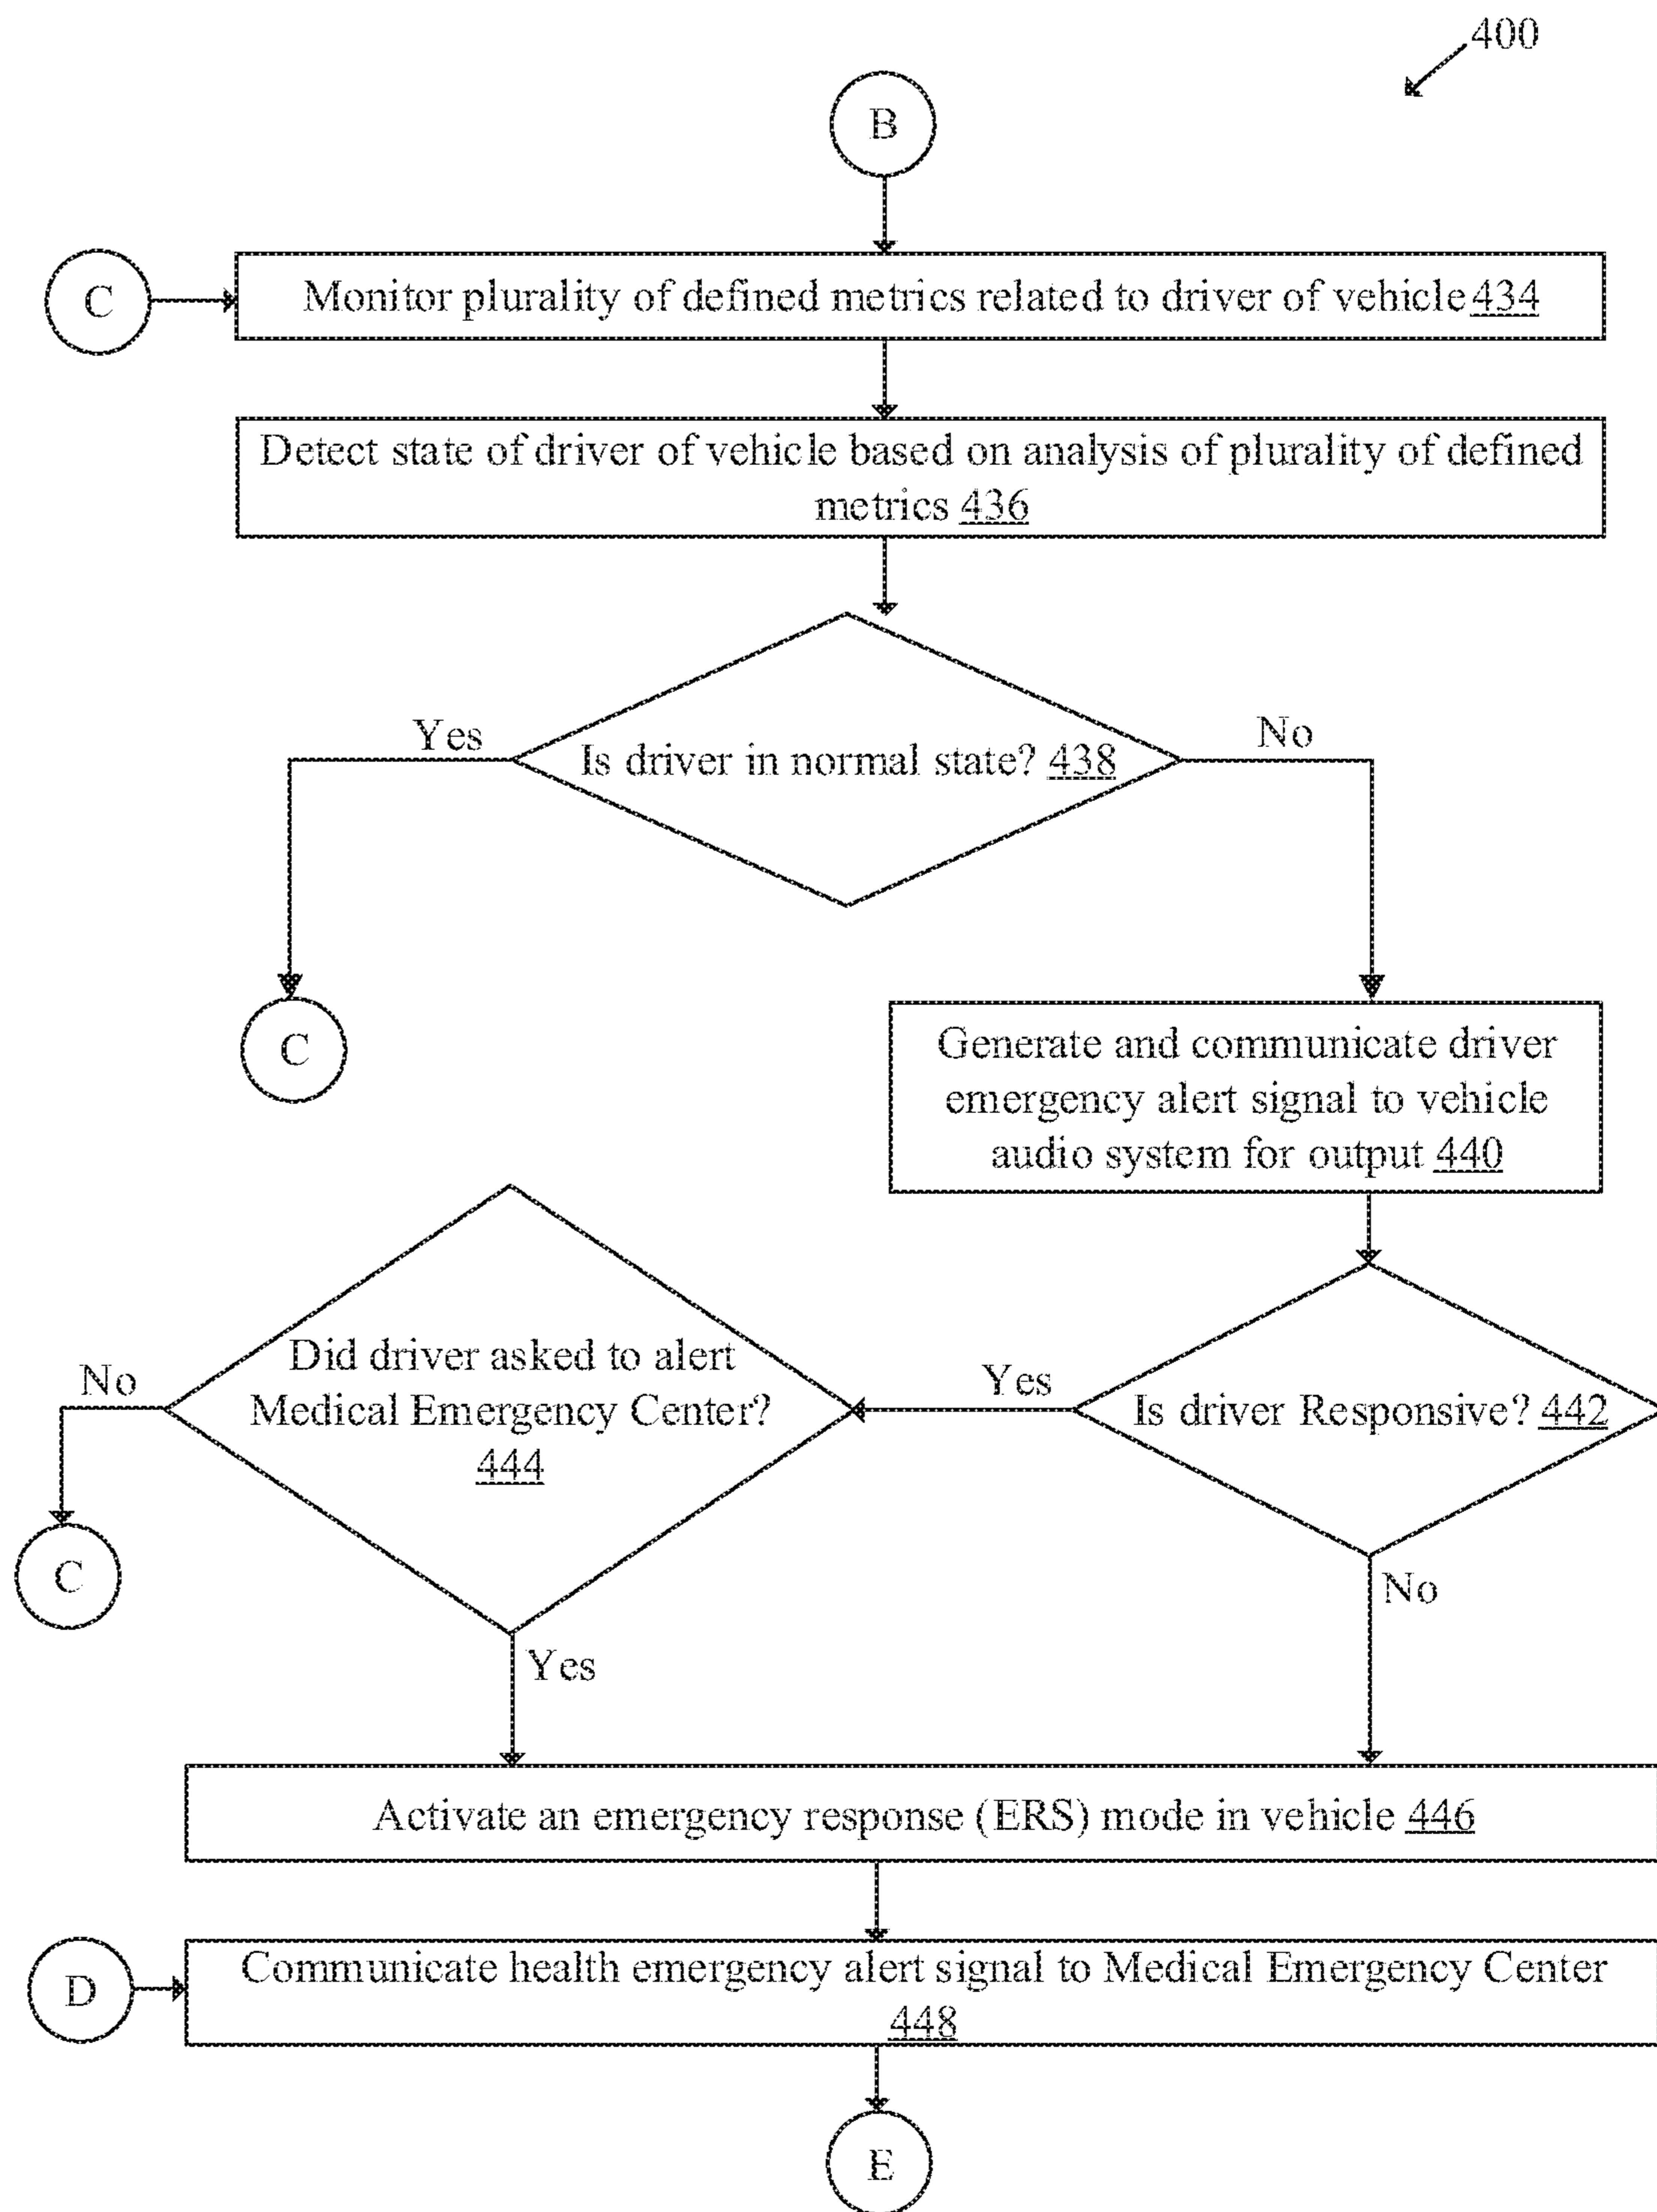 400
B
C
Monitor plurality of defined metrics related to driver of vehicle 434
Detect state of driver of vehicle based on analysis of plurality of defined
metrics 436
Yes
Is driver in normal state? 438
No
C
Generate and communicate driver
emergency alert signal to vehicle
audio system for output 440
No
Did driver asked to alert
Medical Emergency Center?
444
Yes
Is driver Responsive? 442
C
No
Yes
Activate an emergency response (ERS) mode in vehicle 446
D
Communicate health emergency alert signal to Medical Emergency Center
448
E